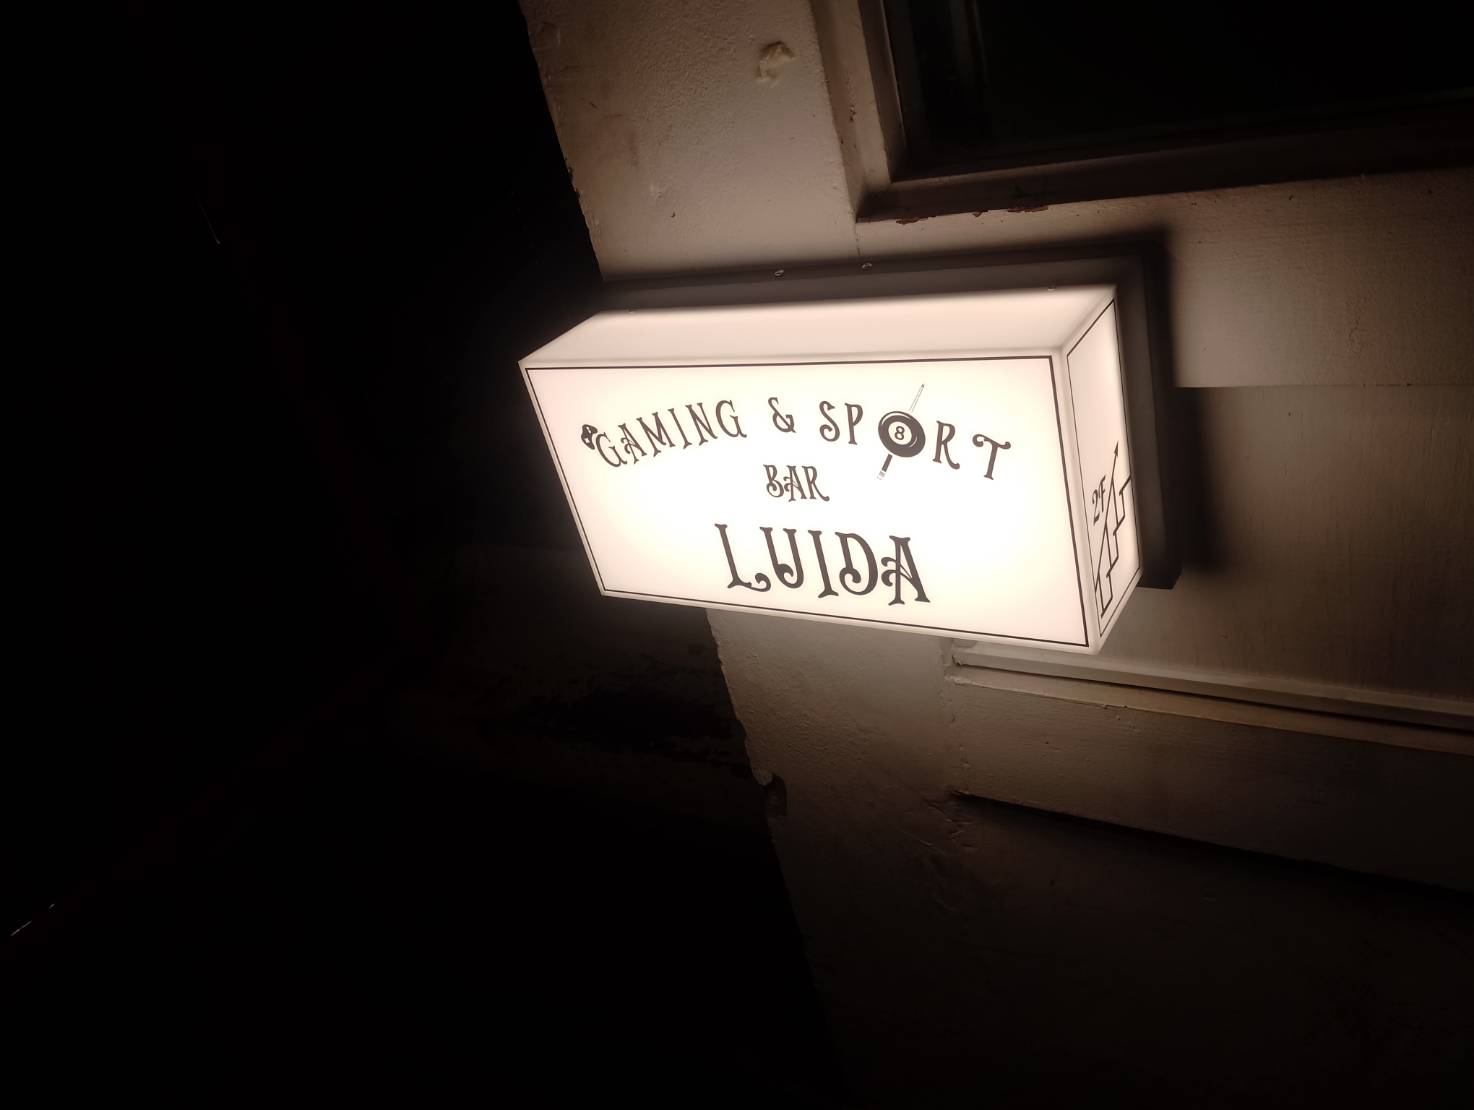 GAMING & SPORT
BAR
LUIDA
2F